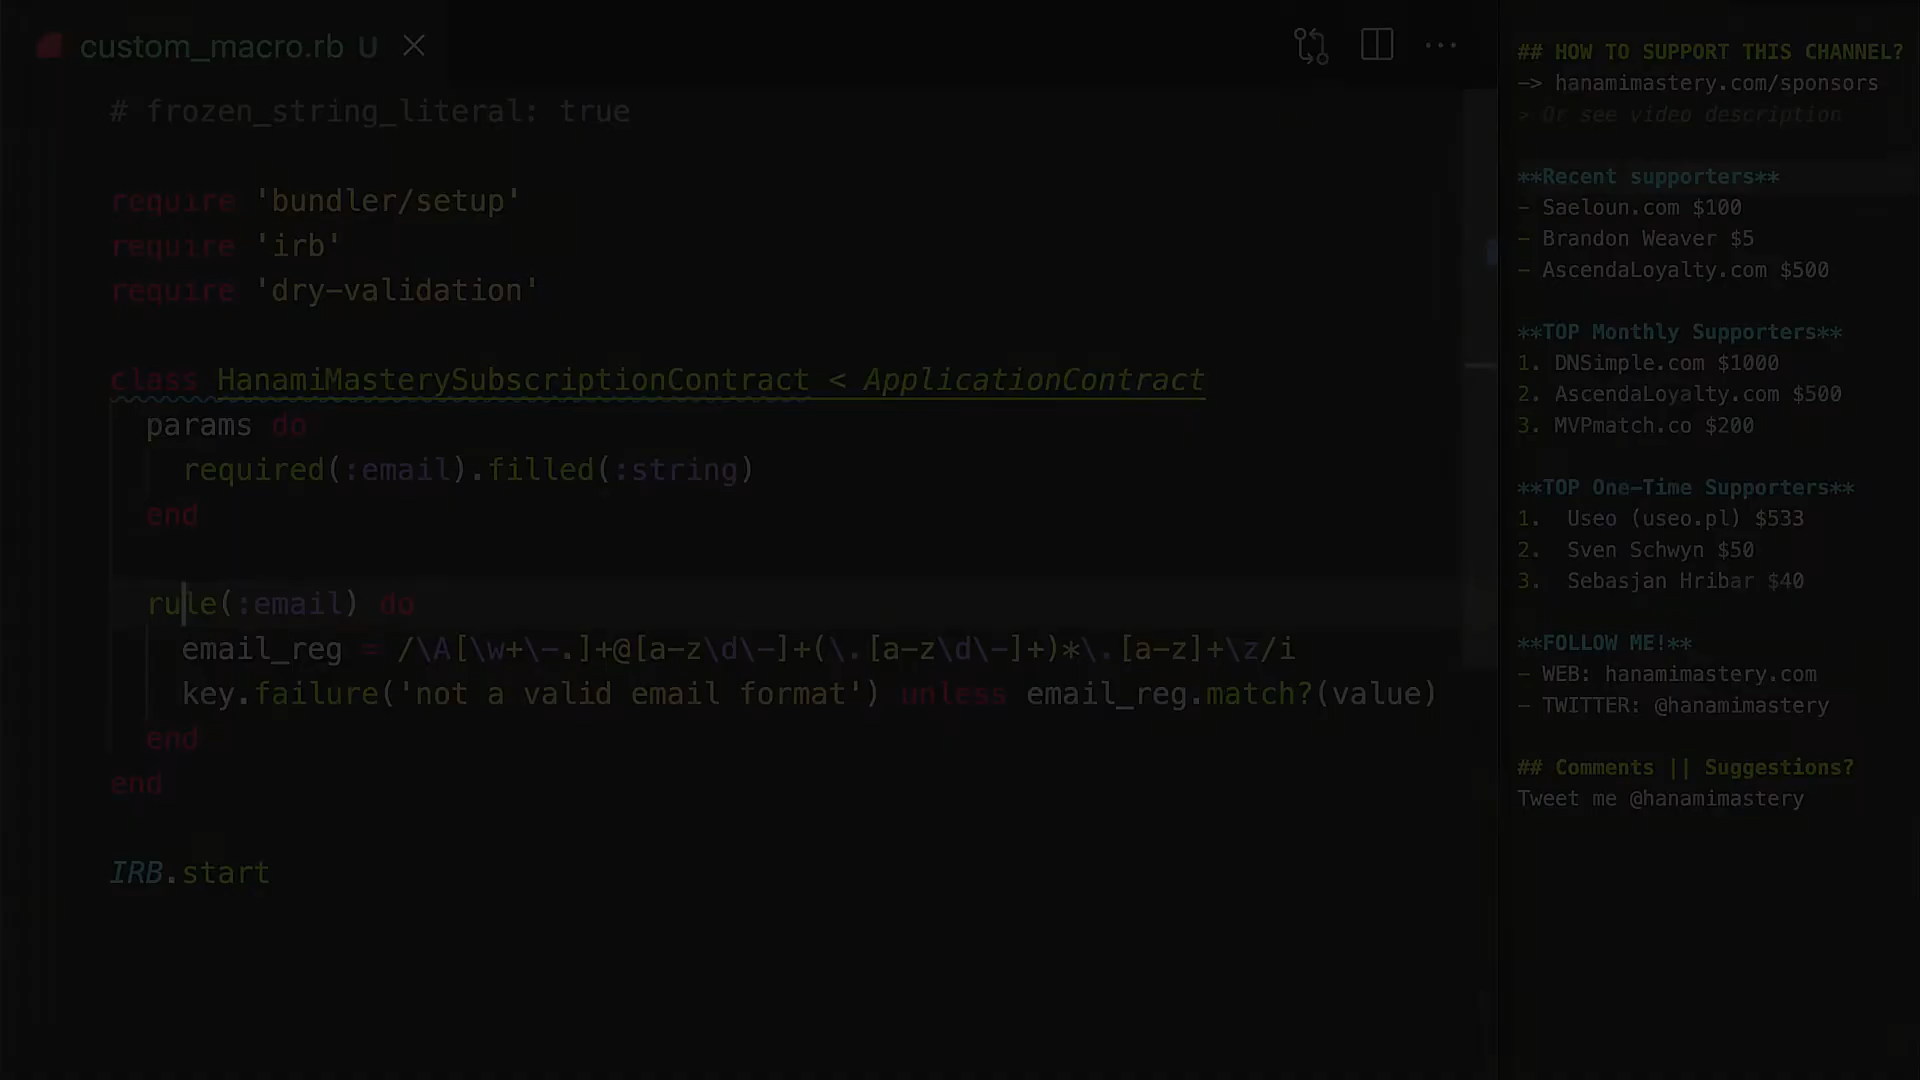 custom_macro.rb U
# frozen_string_literal: true
require 'bundler/setup'
require 'irb'
require 'dry-validation'
class HanamiMasterySubscriptionContract < ApplicationContract
params do
required(:email).filled(:string)
end
rule(:email) do
email_reg = /\A[\w+\-.]+@[a-z\d\-]+(\.[a-z\d\-]+)*\.[a-z]+\z/i
key.failure('not a valid email format') unless email_reg.match?(value)
end
end
IRB.start
## HOW TO SUPPORT THIS CHANNEL?
-> hanamimastery.com/sponsors
> Or see video description
**Recent supporters**
- Saeloun.com $100
- Brandon Weaver $5
- AscendaLoyalty.com $500
**TOP Monthly Supporters**
1. DNSimple.com $1000
2. AscendaLoyalty.com $500
3. MVPmatch.co $200
**TOP One-Time Supporters**
1. Useo (useo.pl) $533
2. Sven Schwyn $50
3. Sebasjan Hribar $40
**FOLLOW ME!**
- WEB: hanamimastery.com
- TWITTER: @hanamimastery
## Comments || Suggestions?
Tweet me @hanamimastery